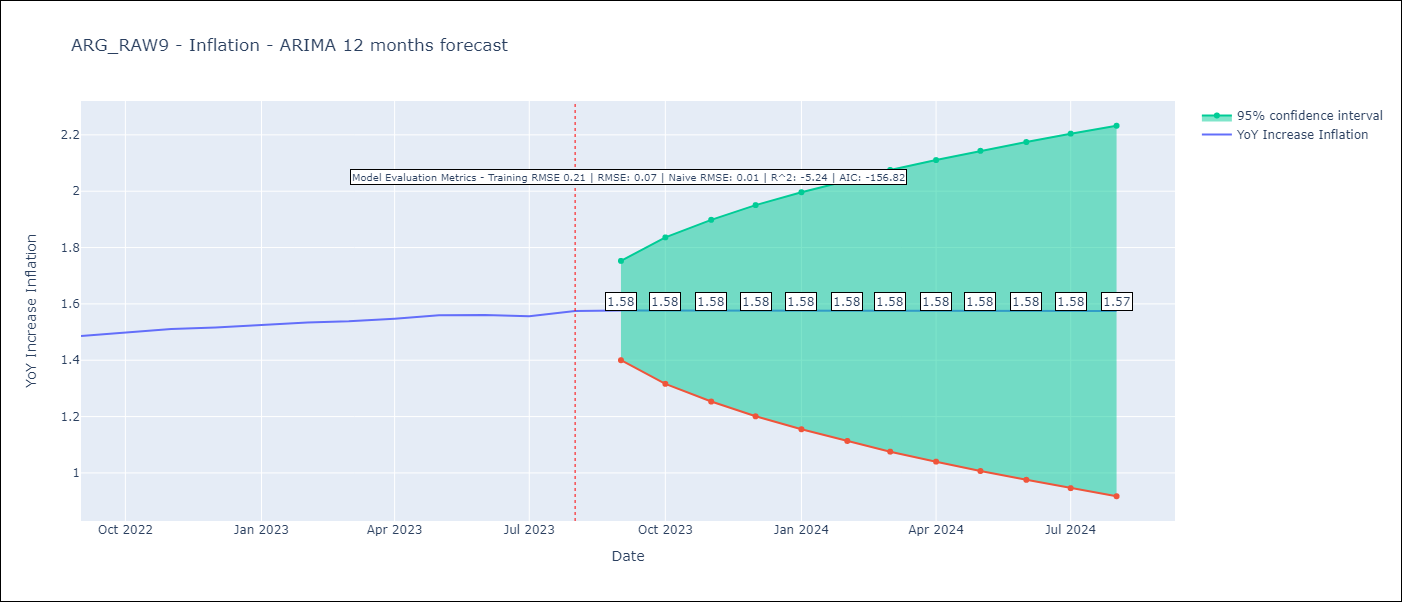 ARG_RAW9 - Inflation - ARIMA 12 months forecast
95% confidence interval
YoY Increase Inflation
Model Evaluation Metrics - Training RMSE 0.21 | RMSE: 0.07 | Naive RMSE: 0.01 | R^2: -5.24 | AIC: -156.82
YoY Increase Inflation
2.2
2
1.8
1.6
1.4
1.2
1
1.58 1.58 1.58 1.58 1.58 1.58 1.58 1.58 1.58 1.58 1.58 1.57
Oct 2022 Jan 2023 Apr 2023 Jul 2023 Oct 2023 Jan 2024 Apr 2024 Jul 2024
Date